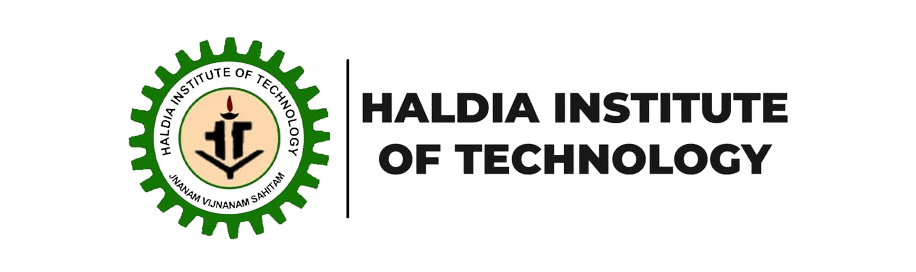 HALDIA INSTITUTE OF TECHNOLOGY
JNANAM VIJNANAM SAHITAM
HALDIA INSTITUTE
OF TECHNOLOGY